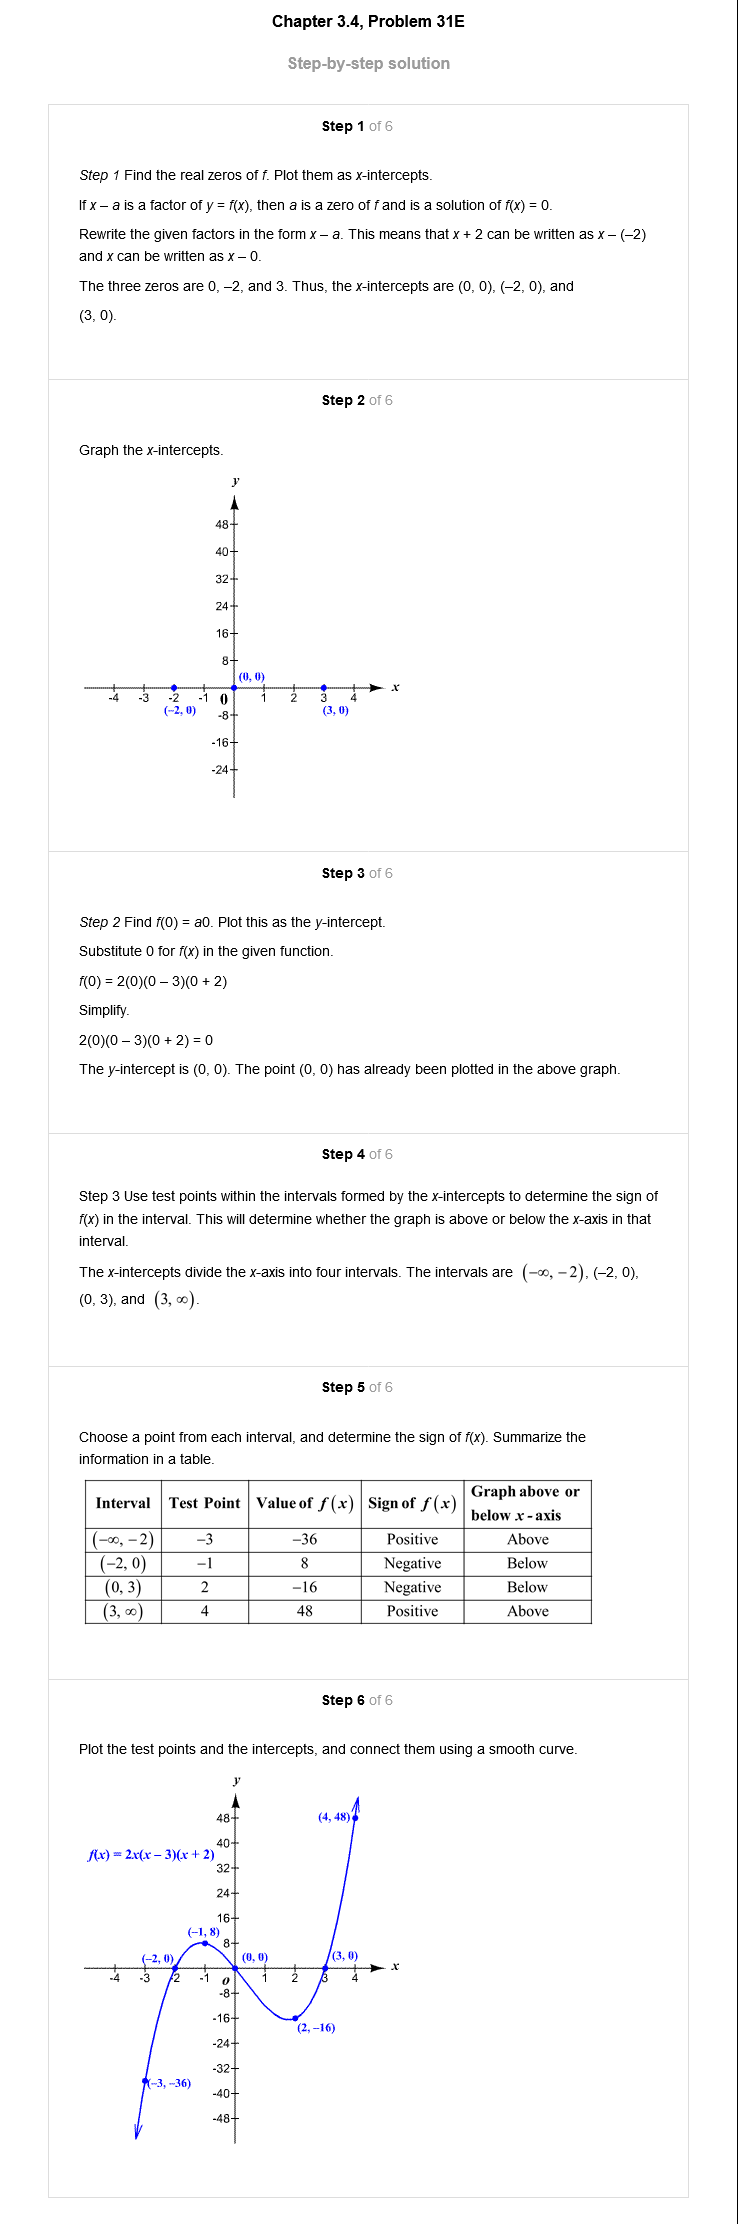 Chapter 3.4, Problem 31E
Step-by-step solution
Step 1 of 6
Step 1 Find the real zeros of f. Plot them as x-intercepts.
If x – a is a factor of y = f(x), then a is a zero of f and is a solution of f(x) = 0.
Rewrite the given factors in the form x – a. This means that x + 2 can be written as x – (–2)
and x can be written as x – 0.
The three zeros are 0, –2, and 3. Thus, the x-intercepts are (0, 0), (–2, 0), and
(3, 0).
Step 2 of 6
Graph the x-intercepts.
y
48
40
32
24
16
8
(0, 0)
x
-4 -3 -2 -1 0 1 2 3 4
(–2, 0) (3, 0)
-8
-16
-24
Step 3 of 6
Step 2 Find f(0) = a0. Plot this as the y-intercept.
Substitute 0 for f(x) in the given function.
f(0) = 2(0)(0 – 3)(0 + 2)
Simplify.
2(0)(0 – 3)(0 + 2) = 0
The y-intercept is (0, 0). The point (0, 0) has already been plotted in the above graph.
Step 4 of 6
Step 3 Use test points within the intervals formed by the x-intercepts to determine the sign of
f(x) in the interval. This will determine whether the graph is above or below the x-axis in that
interval.
The x-intercepts divide the x-axis into four intervals. The intervals are (–∞, – 2), (–2, 0),
(0, 3), and (3, ∞).
Step 5 of 6
Choose a point from each interval, and determine the sign of f(x). Summarize the
information in a table.
Interval Test Point Value of f(x) Sign of f(x) Graph above or
below x - axis
(–∞, – 2) –3 –36 Positive Above
(–2, 0) –1 8 Negative Below
(0, 3) 2 –16 Negative Below
(3, ∞) 4 48 Positive Above
Step 6 of 6
Plot the test points and the intercepts, and connect them using a smooth curve.
y
48 (4, 48)
40
f(x) = 2x(x – 3)(x + 2)
32
24
16
(–1, 8)
8
(–2, 0) (0, 0) (3, 0)
x
-4 -3 -2 -1 0 1 2 3 4
-8
-16
(2, –16)
-24
-32
(–3, –36)
-40
-48